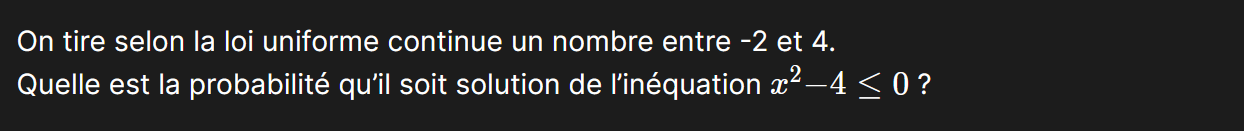 On tire selon la loi uniforme continue un nombre entre -2 et 4.
Quelle est la probabilité qu’il soit solution de l’inéquation x²−4 ≤ 0 ?